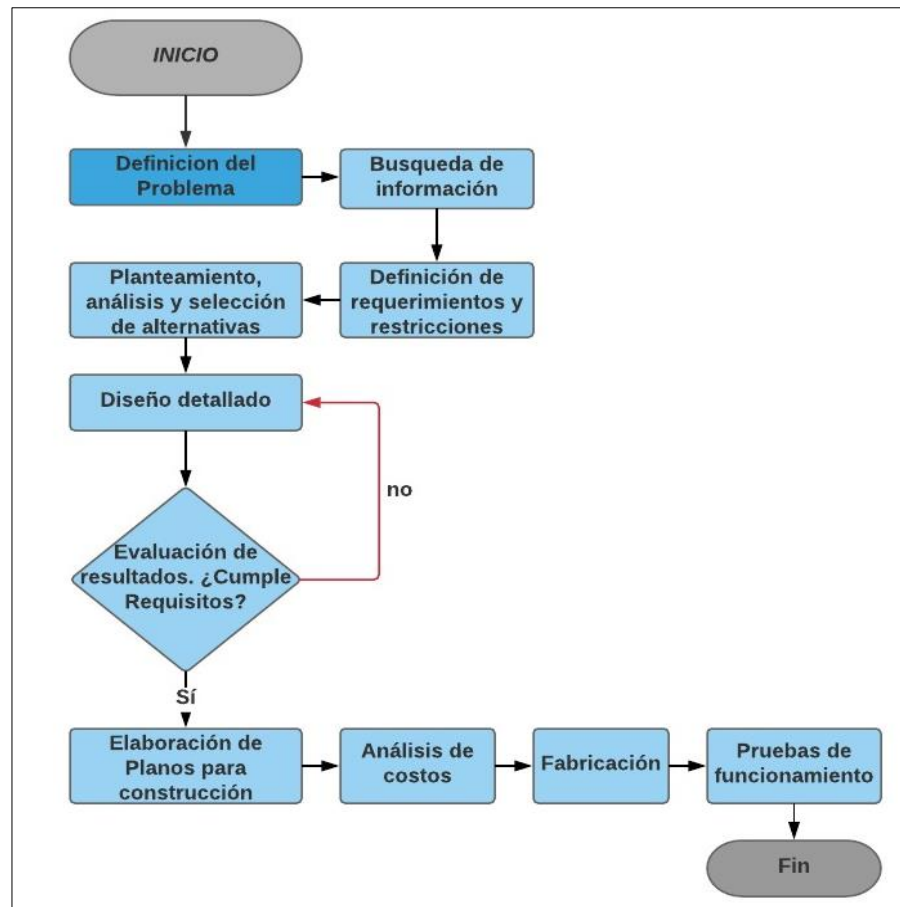 INICIO
Definicion del
Problema
Busqueda de
información
Definición de
requerimientos y
restricciones
Planteamiento,
análisis y selección
de alternativas
Diseño detallado
no
Evaluación de
resultados. ¿Cumple
Requisitos?
Sí
Elaboración de
Planos para
construcción
Análisis de
costos
Fabricación
Pruebas de
funcionamiento
Fin